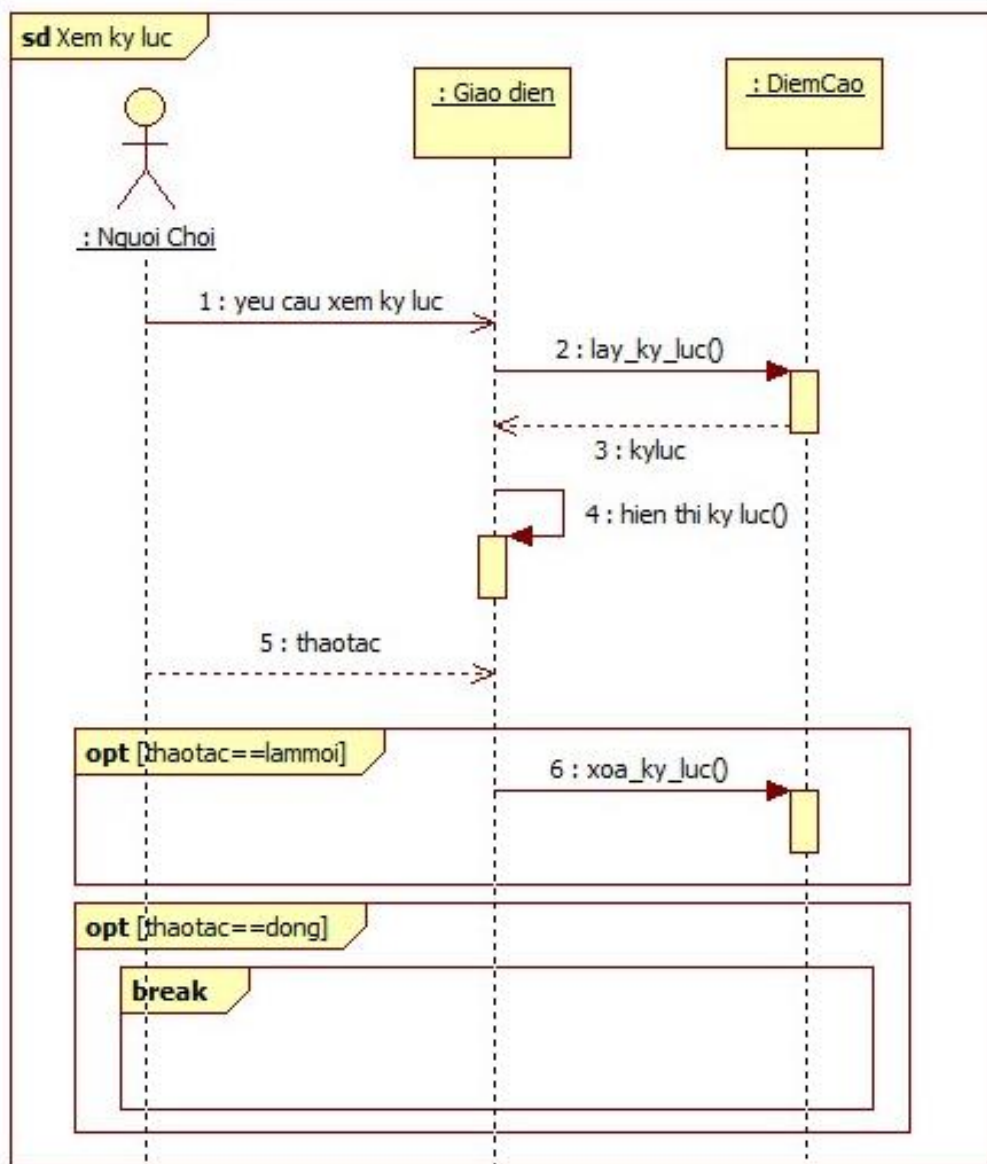 sd Xem ky luc
: Giao dien
: DiemCao
: Nguoi Choi
1 : yeu cau xem ky luc
2 : lay_ky_luc()
3 : kyluc
4 : hien thi ky luc()
5 : thaotac
opt [thaotac==lammoi]
6 : xoa_ky_luc()
opt [thaotac==dong]
break